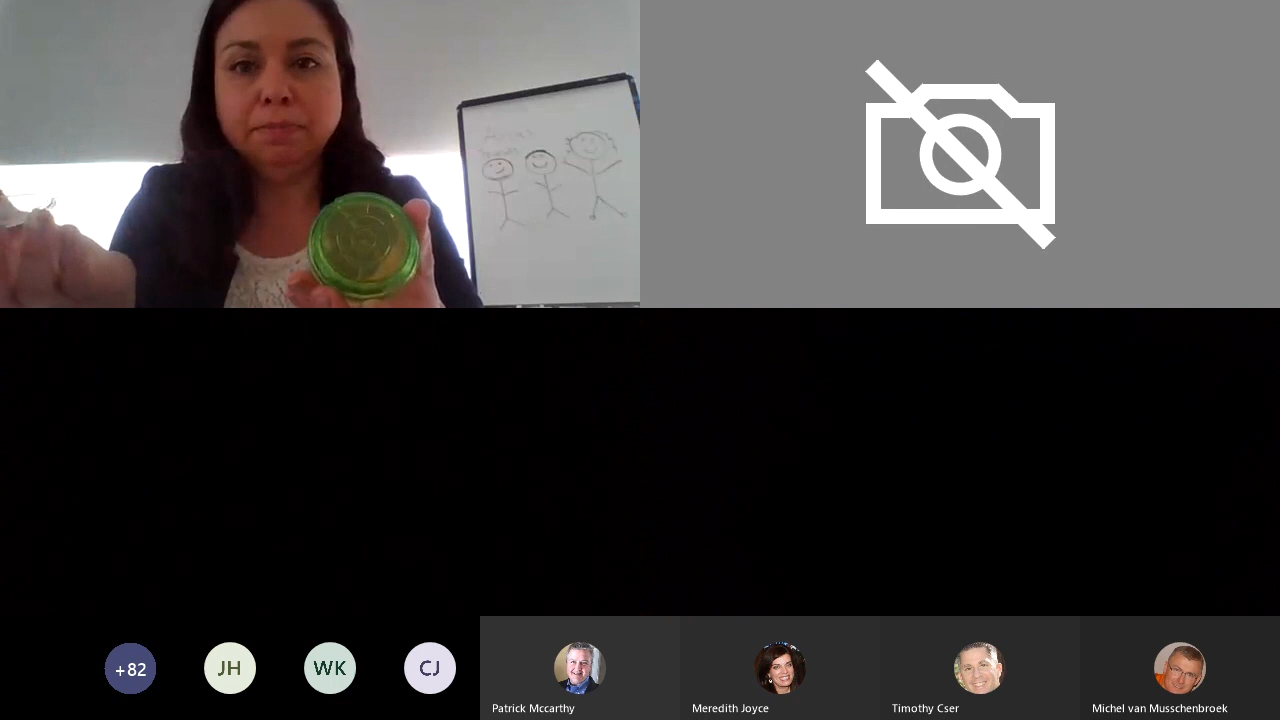 +82
JH
WK
CJ
Patrick Mccarthy
Meredith Joyce
Timothy Cser
Michel van Musschenbroek